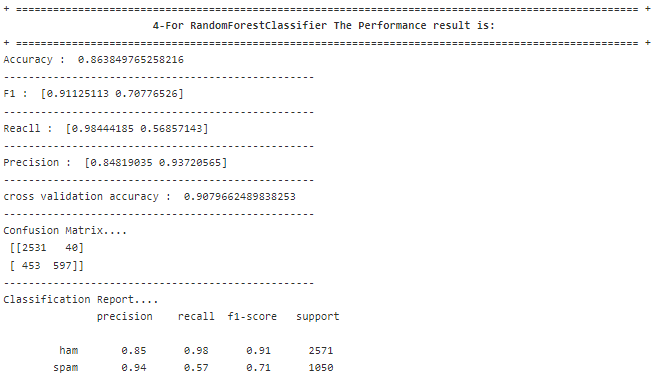 + ==================================================================================================== +
4-For RandomForestClassifier The Performance result is:
+ ==================================================================================================== +
Accuracy :  0.863849765258216
--------------------------------------------------
F1 :  [0.91125113 0.70776526]
--------------------------------------------------
Reacll :  [0.98444185 0.56857143]
--------------------------------------------------
Precision :  [0.84819035 0.93720565]
--------------------------------------------------
cross validation accuracy :  0.9079662489838253
--------------------------------------------------
Confusion Matrix....
[[2531   40]
[ 453  597]]
--------------------------------------------------
Classification Report....
precision    recall  f1-score   support
ham       0.85      0.98      0.91      2571
spam       0.94      0.57      0.71      1050